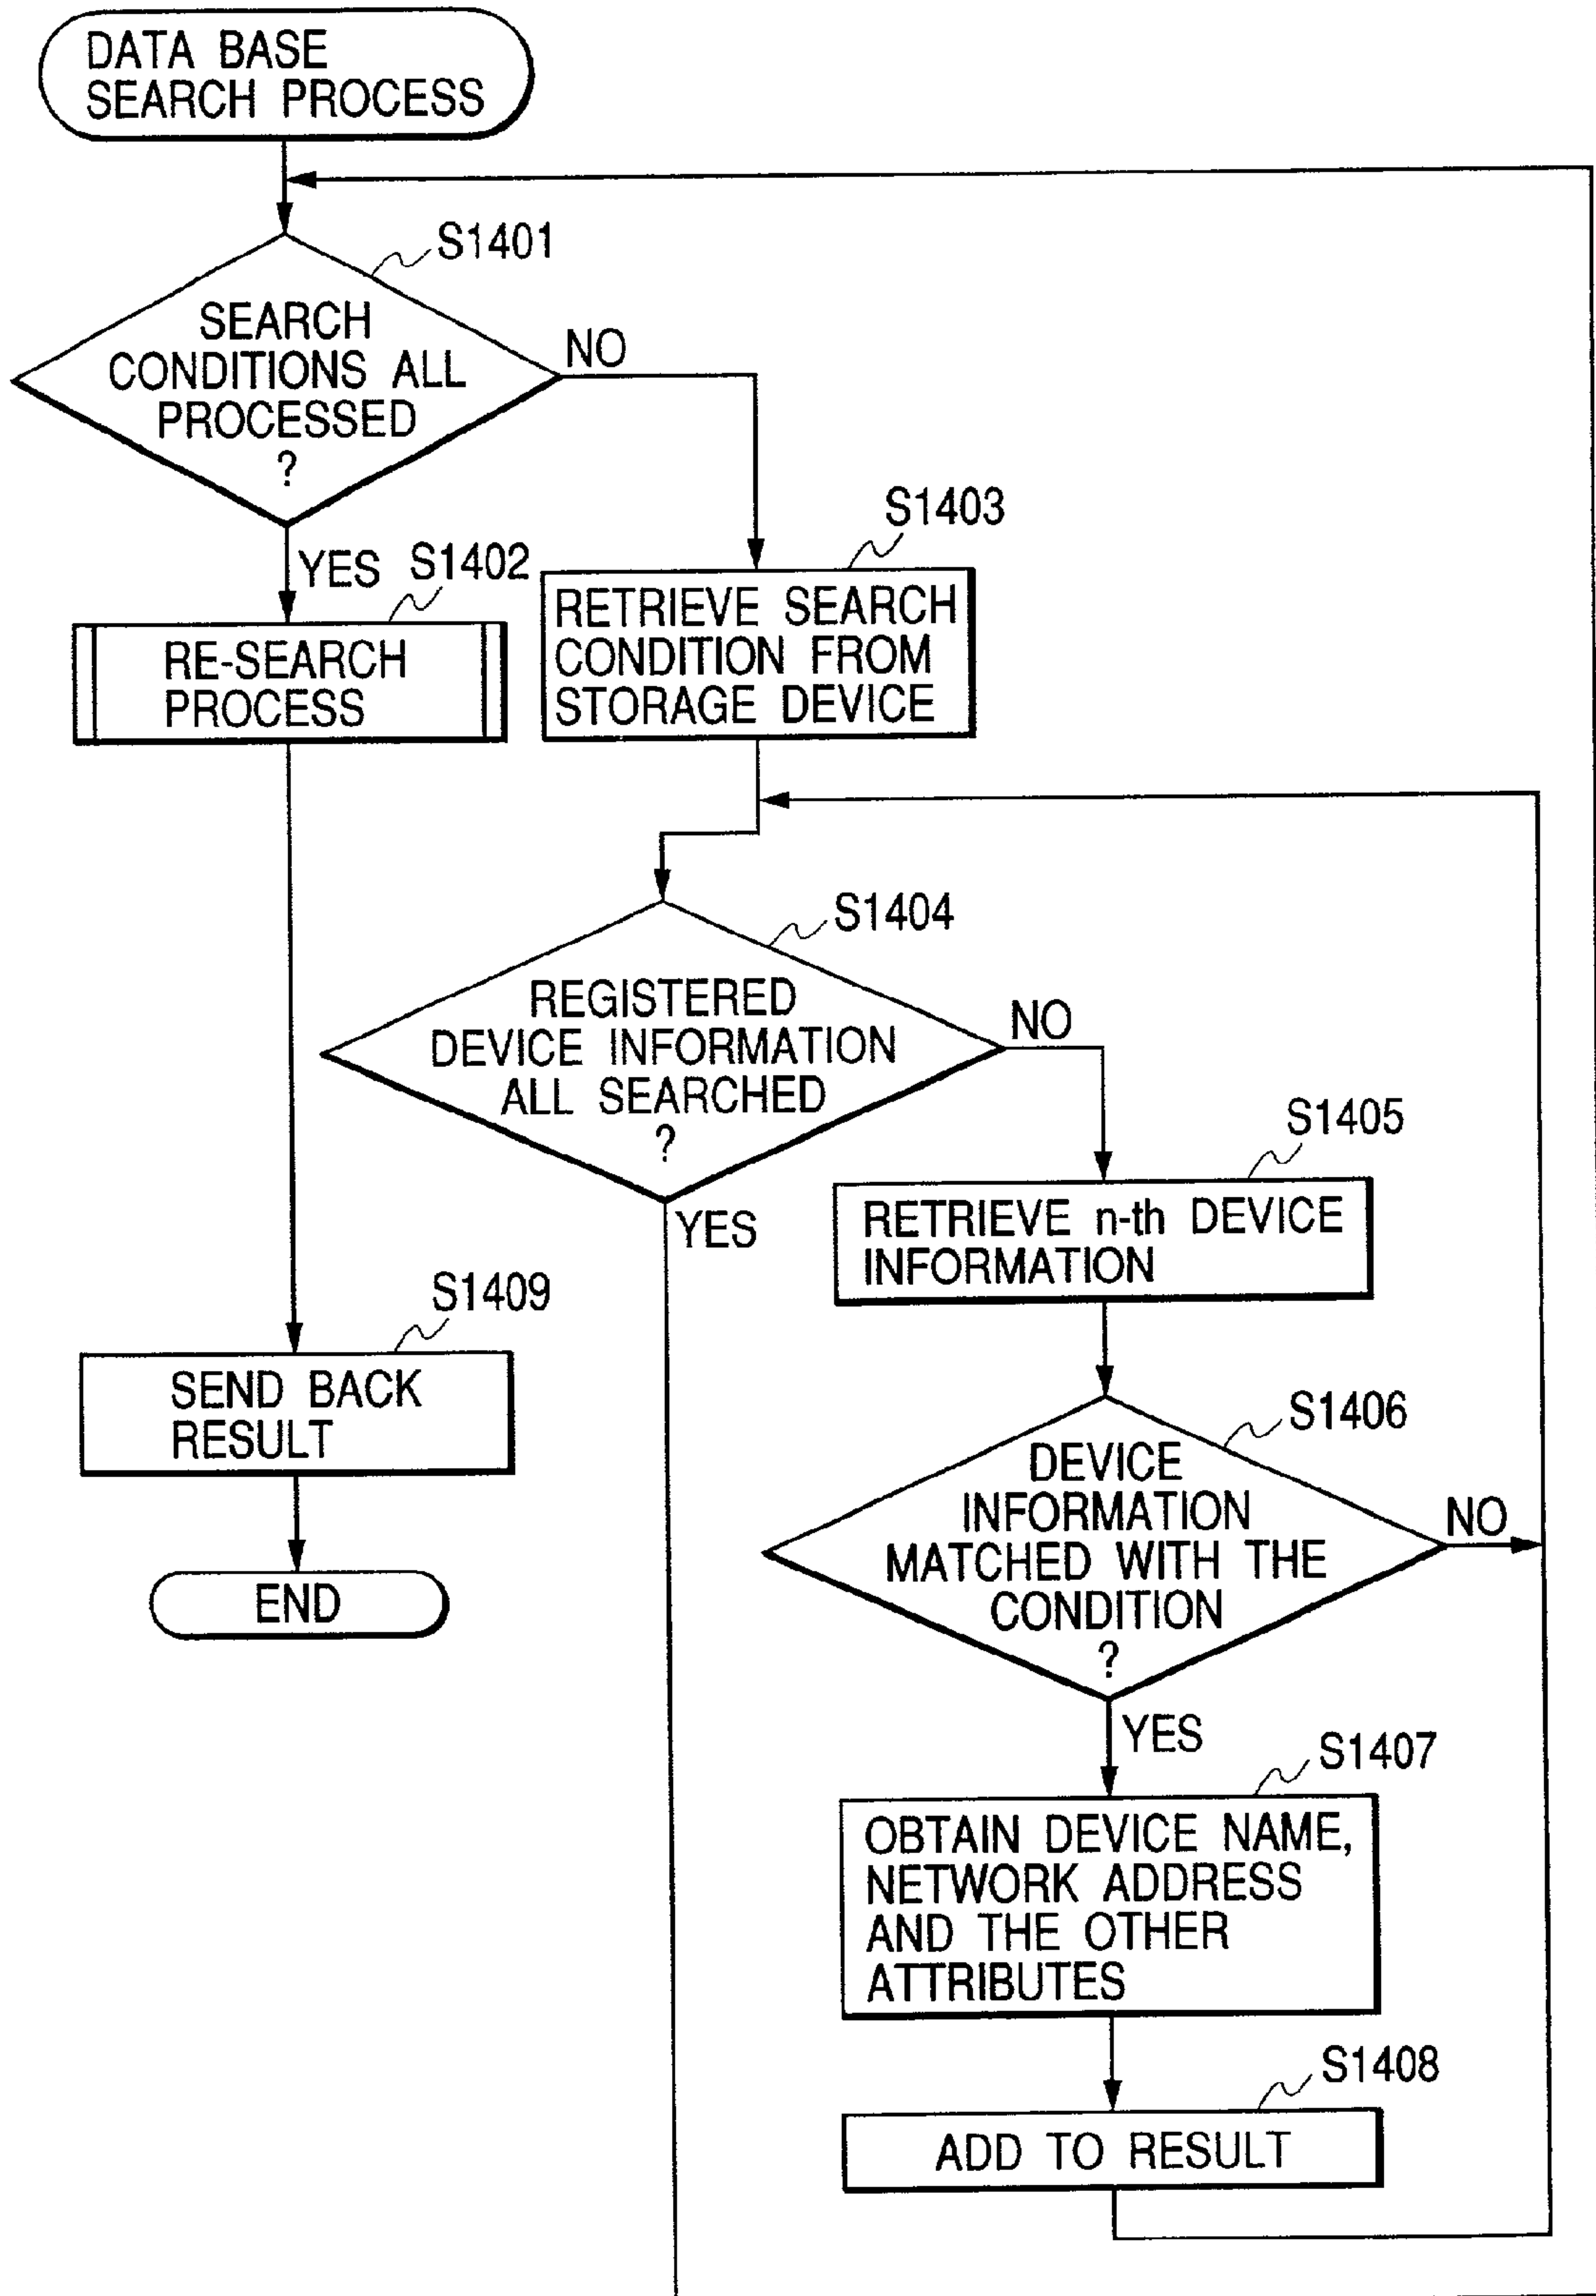 DATA BASE
SEARCH PROCESS
S1401
SEARCH
CONDITIONS ALL
PROCESSED
?
NO
YES
S1402
RE-SEARCH
PROCESS
S1403
RETRIEVE SEARCH
CONDITION FROM
STORAGE DEVICE
S1404
REGISTERED
DEVICE INFORMATION
ALL SEARCHED
?
NO
YES
S1405
RETRIEVE n-th DEVICE
INFORMATION
S1409
SEND BACK
RESULT
END
S1406
DEVICE
INFORMATION
MATCHED WITH THE
CONDITION
?
NO
YES
S1407
OBTAIN DEVICE NAME,
NETWORK ADDRESS
AND THE OTHER
ATTRIBUTES
S1408
ADD TO RESULT